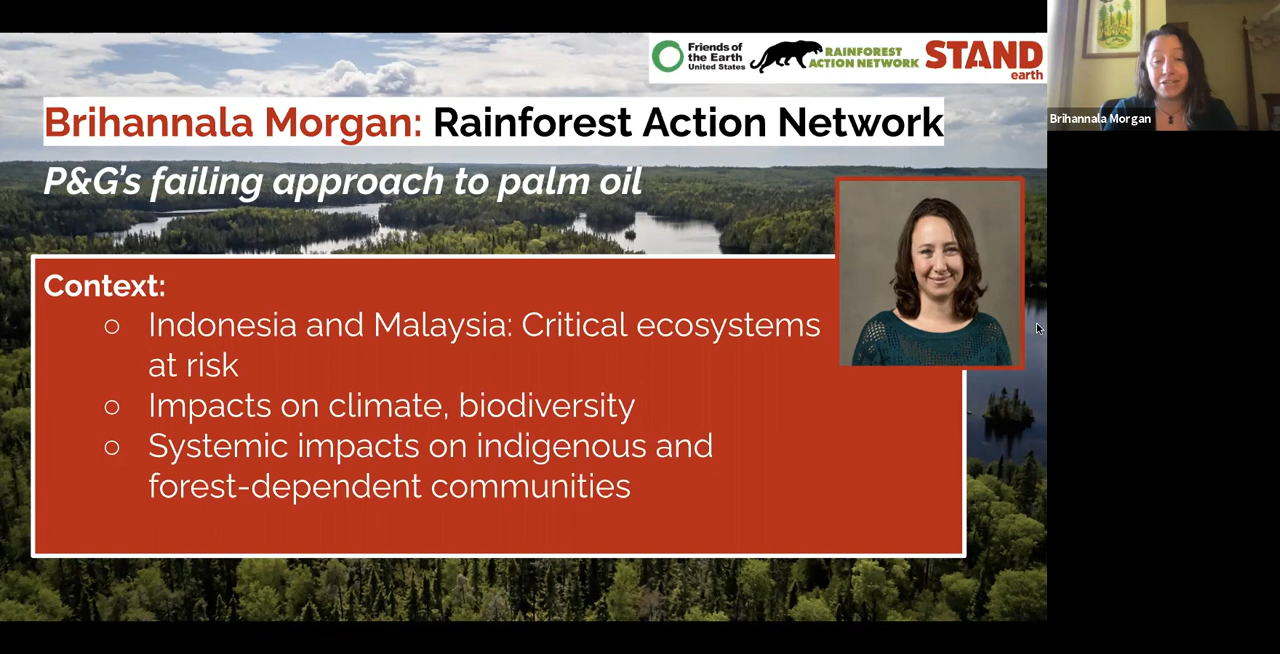 Friends of
the Earth
United States
RAINFOREST
ACTION NETWORK
STAND
earth
Brihannala Morgan: Rainforest Action Network
P&G's failing approach to palm oil
Context:
○ Indonesia and Malaysia: Critical ecosystems
at risk
○ Impacts on climate, biodiversity
○ Systemic impacts on indigenous and
forest-dependent communities
Brihannala Morgan